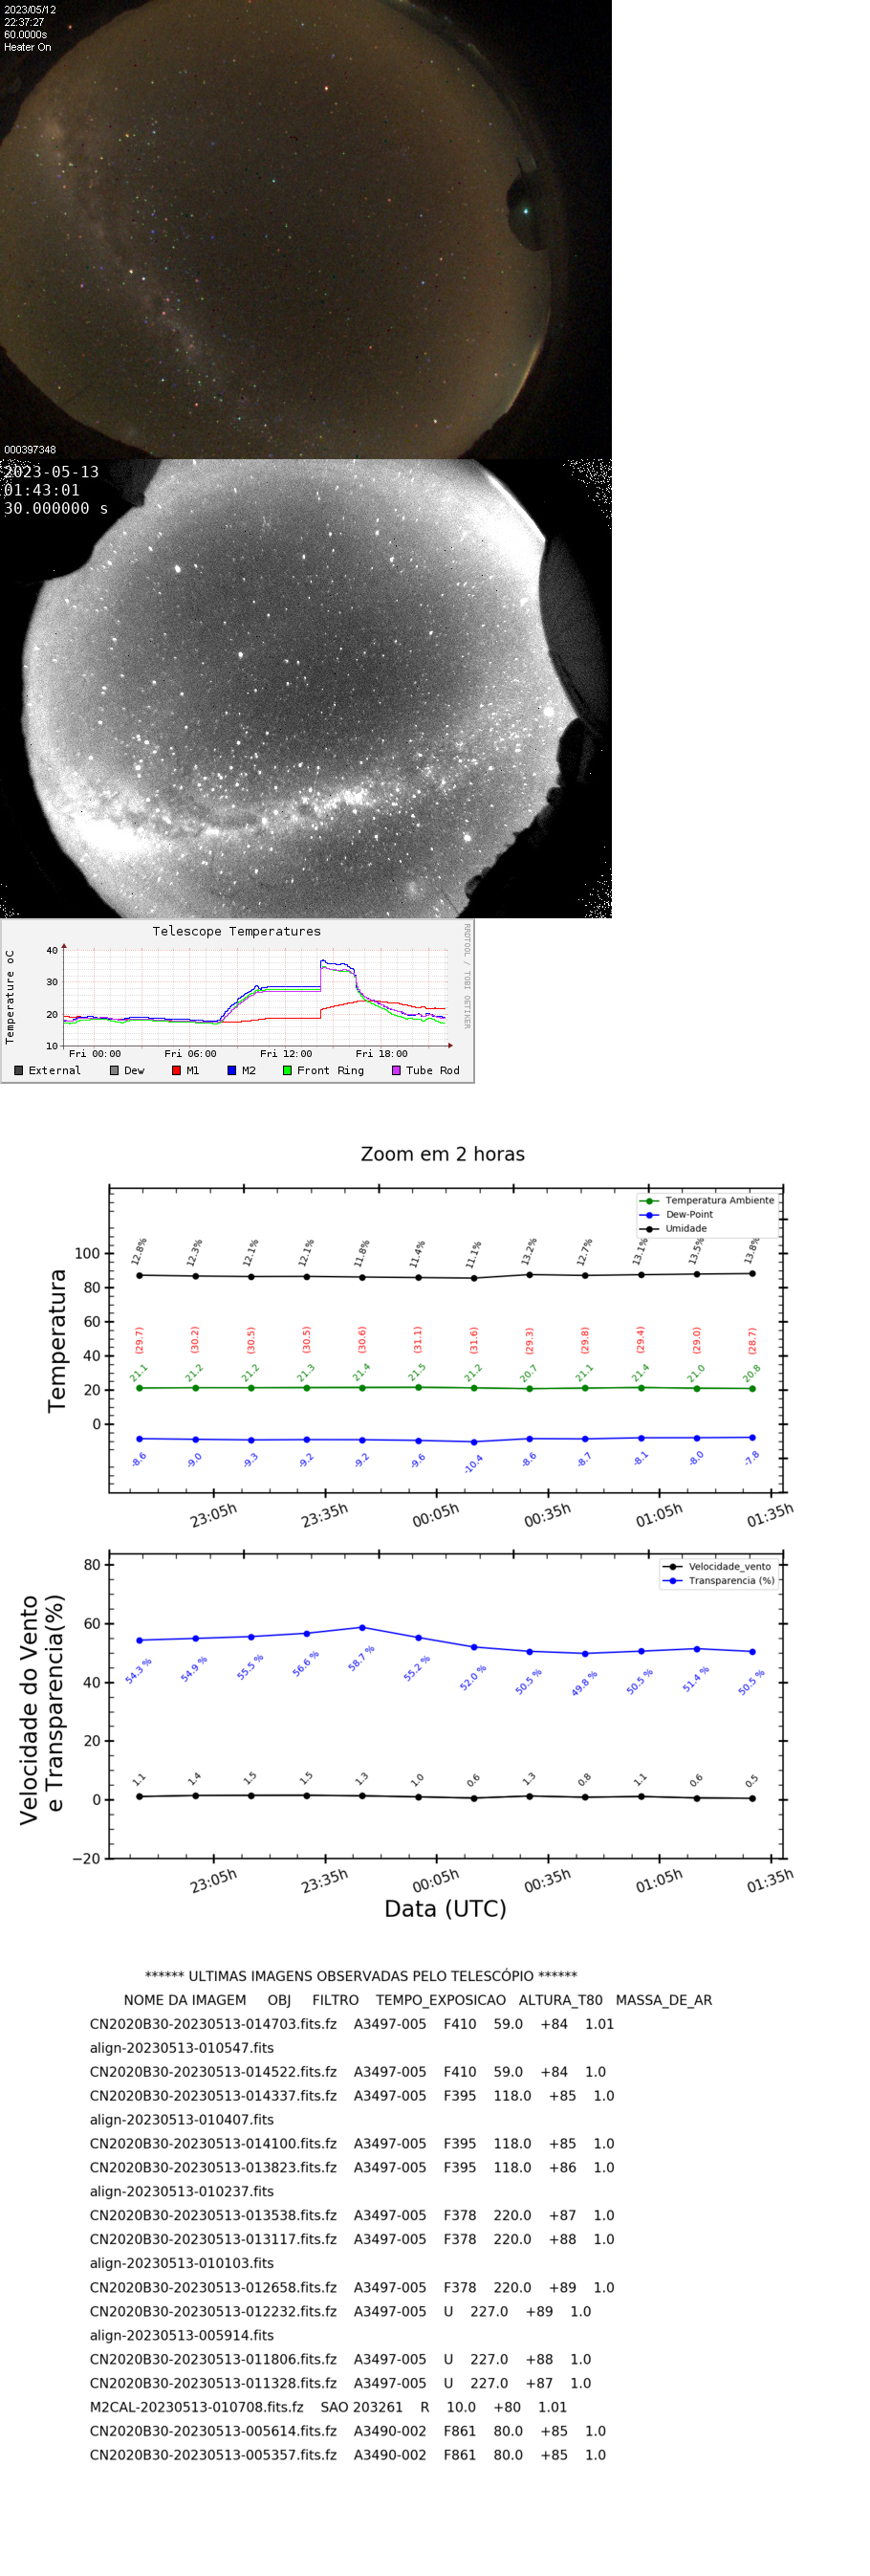 2023/05/12
22:37:27
60.0000s
Heater On
000397348
2023-05-13
01:43:01
30.000000 s
Telescope Temperatures
RRDTOOL / TOBI OETIKER
Temperature oC
40
30
20
10
Fri 00:00 Fri 06:00 Fri 12:00 Fri 18:00
External Dew M1 M2 Front Ring Tube Rod
Zoom em 2 horas
Temperatura Ambiente
Dew-Point
Umidade
Temperatura
100
80
60
40
20
0
12.8% 12.3% 12.1% 12.1% 11.8% 11.4% 11.1% 13.2% 12.7% 13.1% 13.5% 13.8%
(29.7) (30.2) (30.5) (30.5) (30.6) (31.1) (31.6) (29.3) (29.8) (29.4) (29.0) (28.7)
21.1 21.2 21.2 21.3 21.4 21.5 21.2 20.7 21.1 21.4 21.0 20.8
-8.6 -9.0 -9.3 -9.2 -9.2 -9.6 -10.4 -8.6 -8.7 -8.1 -8.0 -7.8
23:05h 23:35h 00:05h 00:35h 01:05h 01:35h
Velocidade_vento
Transparencia (%)
Velocidade do Vento
e Transparencia(%)
80
60
40
20
0
−20
54.3 % 54.9 % 55.5 % 56.6 % 58.7 % 55.2 % 52.0 % 50.5 % 49.8 % 50.5 % 51.4 % 50.5 %
1.1 1.4 1.5 1.5 1.3 1.0 0.6 1.3 0.8 1.1 0.6 0.5
23:05h 23:35h 00:05h 00:35h 01:05h 01:35h
Data (UTC)
****** ULTIMAS IMAGENS OBSERVADAS PELO TELESCÓPIO ******
NOME DA IMAGEM OBJ FILTRO TEMPO_EXPOSICAO ALTURA_T80 MASSA_DE_AR
CN2020B30-20230513-014703.fits.fz A3497-005 F410 59.0 +84 1.01
align-20230513-010547.fits
CN2020B30-20230513-014522.fits.fz A3497-005 F410 59.0 +84 1.0
CN2020B30-20230513-014337.fits.fz A3497-005 F395 118.0 +85 1.0
align-20230513-010407.fits
CN2020B30-20230513-014100.fits.fz A3497-005 F395 118.0 +85 1.0
CN2020B30-20230513-013823.fits.fz A3497-005 F395 118.0 +86 1.0
align-20230513-010237.fits
CN2020B30-20230513-013538.fits.fz A3497-005 F378 220.0 +87 1.0
CN2020B30-20230513-013117.fits.fz A3497-005 F378 220.0 +88 1.0
align-20230513-010103.fits
CN2020B30-20230513-012658.fits.fz A3497-005 F378 220.0 +89 1.0
CN2020B30-20230513-012232.fits.fz A3497-005 U 227.0 +89 1.0
align-20230513-005914.fits
CN2020B30-20230513-011806.fits.fz A3497-005 U 227.0 +88 1.0
CN2020B30-20230513-011328.fits.fz A3497-005 U 227.0 +87 1.0
M2CAL-20230513-010708.fits.fz SAO 203261 R 10.0 +80 1.01
CN2020B30-20230513-005614.fits.fz A3490-002 F861 80.0 +85 1.0
CN2020B30-20230513-005357.fits.fz A3490-002 F861 80.0 +85 1.0